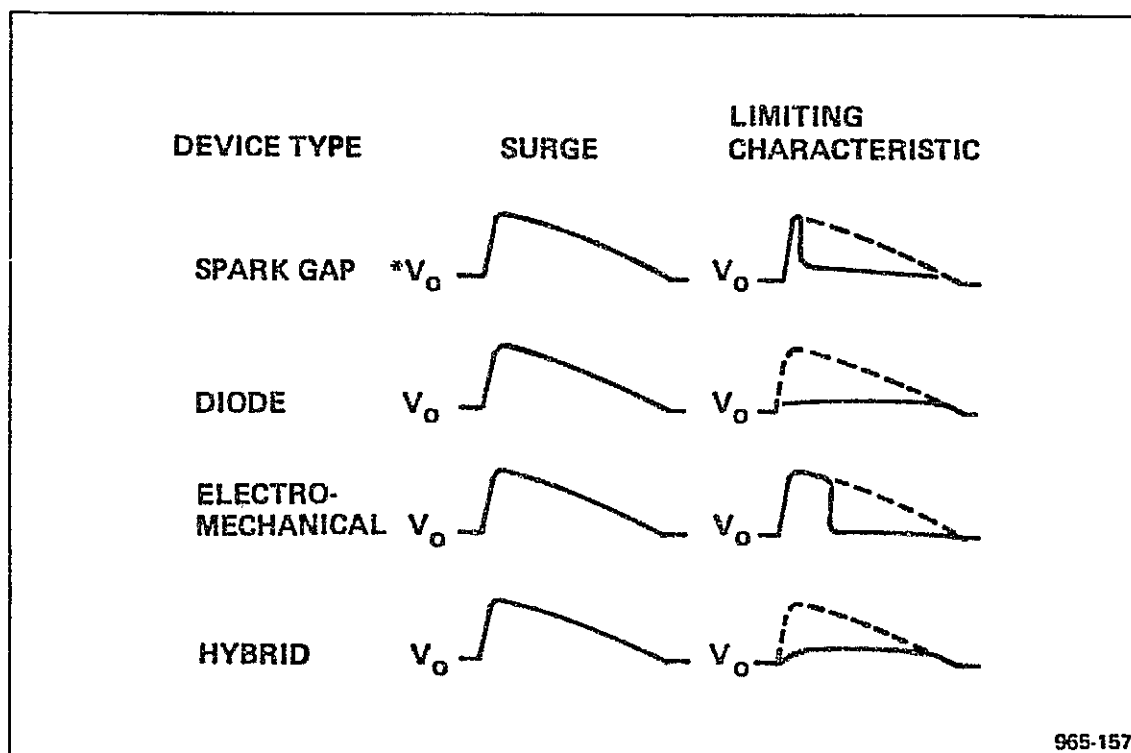 DEVICE TYPE SURGE LIMITING CHARACTERISTIC
SPARK GAP *Vo Vo
DIODE Vo Vo
ELECTRO-
MECHANICAL Vo Vo
HYBRID Vo Vo
965-157